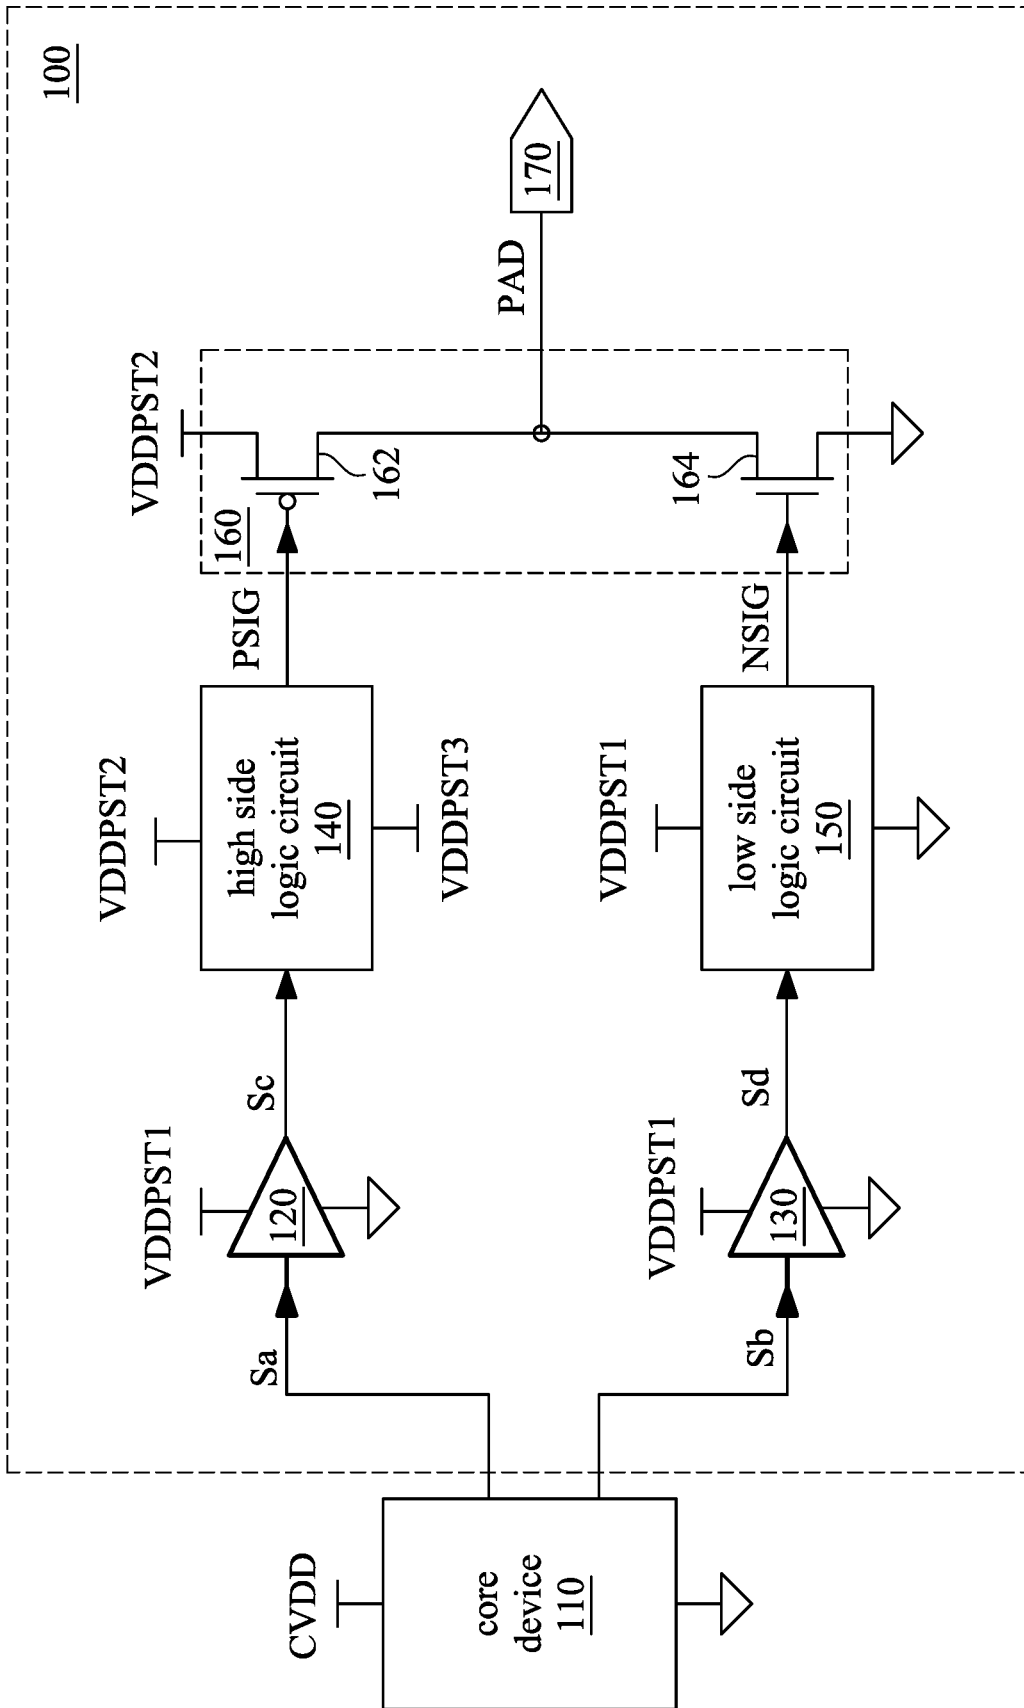 100
VDDPST2
VDDPST2
VDDPST1
PSIG
160
162
PAD
170
high side
logic circuit
140
VDDPST3
Sc
120
Sa
CVDD
core
device
110
VDDPST1
VDDPST1
NSIG
164
low side
logic circuit
150
Sd
130
Sb